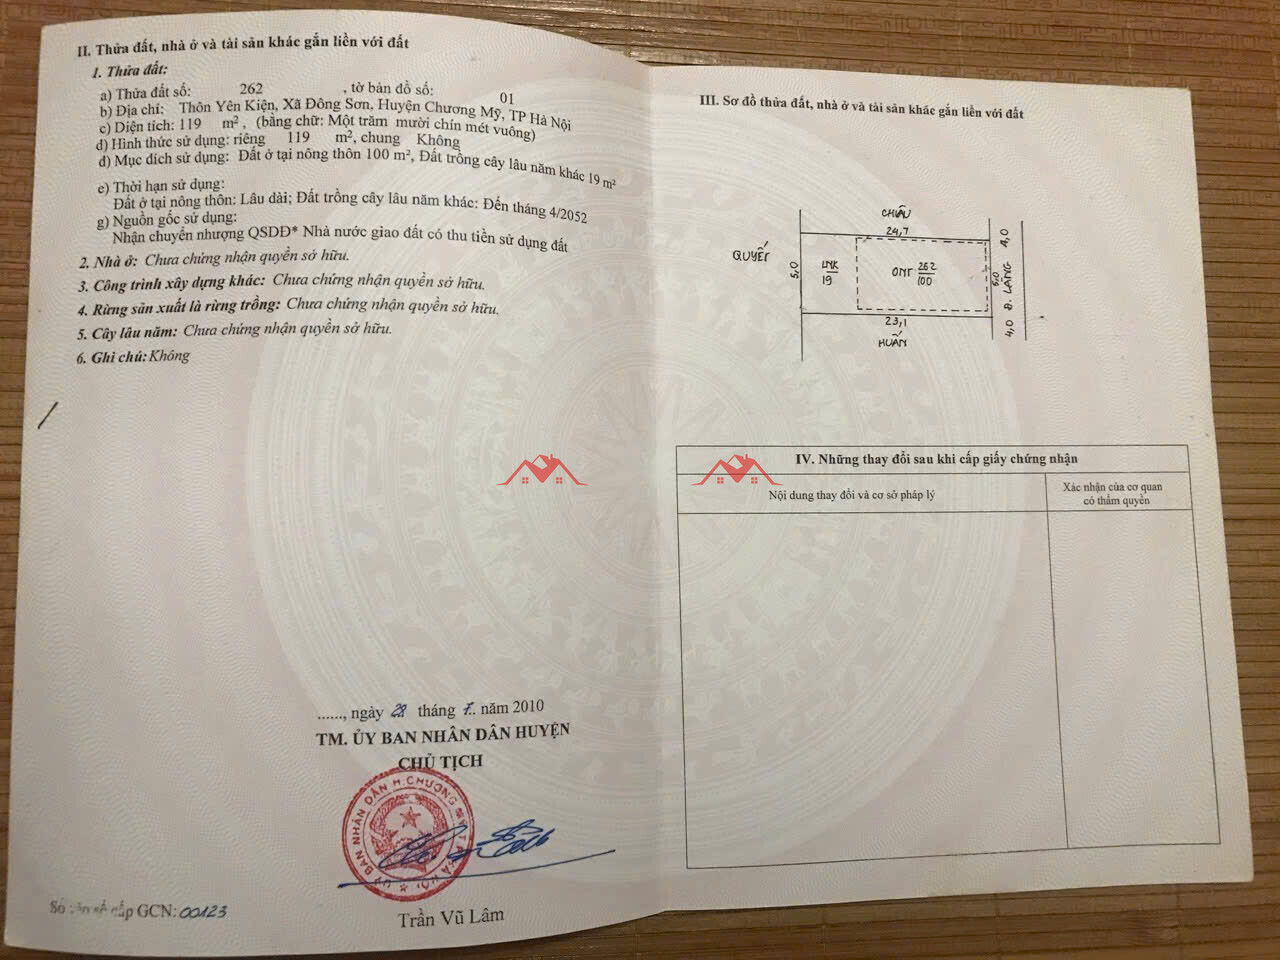 II. Thửa đất, nhà ở và tài sản khác gắn liền với đất
1. Thửa đất:
a) Thửa đất số: 262 , tờ bản đồ số: 01
b) Địa chỉ: Thôn Yên Kiện, Xã Đông Sơn, Huyện Chương Mỹ, TP Hà Nội
c) Diện tích: 119 m², (bằng chữ: Một trăm mười chín mét vuông)
d) Hình thức sử dụng: riêng 119 m², chung Không
đ) Mục đích sử dụng: Đất ở tại nông thôn 100 m², Đất trồng cây lâu năm khác 19 m²
e) Thời hạn sử dụng:
Đất ở tại nông thôn: Lâu dài; Đất trồng cây lâu năm khác: Đến tháng 4/2052
g) Nguồn gốc sử dụng:
Nhận chuyển nhượng QSDĐ* Nhà nước giao đất có thu tiền sử dụng đất
2. Nhà ở: Chưa chứng nhận quyền sở hữu.
3. Công trình xây dựng khác: Chưa chứng nhận quyền sở hữu.
4. Rừng sản xuất là rừng trồng: Chưa chứng nhận quyền sở hữu.
5. Cây lâu năm: Chưa chứng nhận quyền sở hữu.
6. Ghi chú: Không
......, ngày 28 tháng 7.. năm 2010
TM. ỦY BAN NHÂN DÂN HUYỆN
CHỦ TỊCH
Trần Vũ Lâm
cấp GCN: 00123
III. Sơ đồ thửa đất, nhà ở và tài sản khác gắn liền với đất
CHIÂU
24,7
QUYẾT
5,0
LNK
19
ONT 262
100
5,0
4,0 Đ. LÀNG 4,0
23,1
HUẤN
IV. Những thay đổi sau khi cấp giấy chứng nhận
Nội dung thay đổi và cơ sở pháp lý
Xác nhận của cơ quan
có thẩm quyền